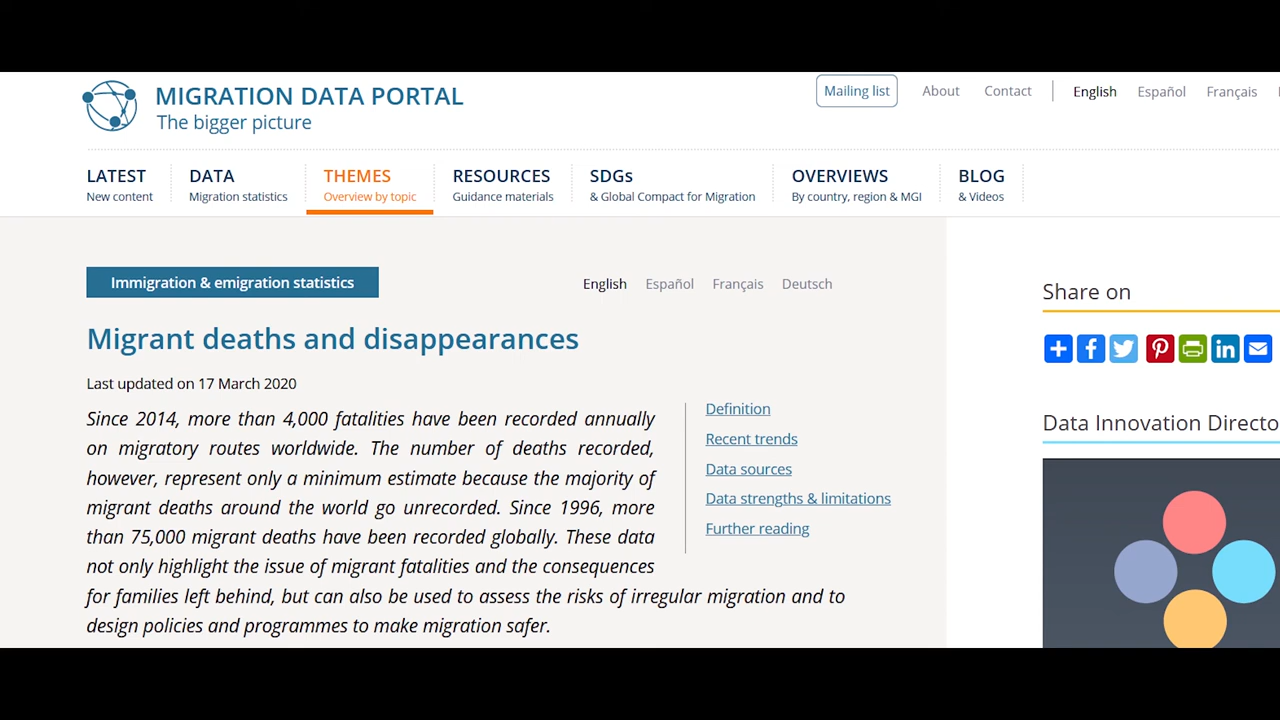 MIGRATION DATA PORTAL
The bigger picture
Mailing list About Contact English Español Français
LATEST DATA THEMES RESOURCES SDGs OVERVIEWS BLOG
New content Migration statistics Overview by topic Guidance materials & Global Compact for Migration By country, region & MGI & Videos
Immigration & emigration statistics
English Español Français Deutsch
Migrant deaths and disappearances
Last updated on 17 March 2020
Since 2014, more than 4,000 fatalities have been recorded annually
on migratory routes worldwide. The number of deaths recorded,
however, represent only a minimum estimate because the majority of
migrant deaths around the world go unrecorded. Since 1996, more
than 75,000 migrant deaths have been recorded globally. These data
not only highlight the issue of migrant fatalities and the consequences
for families left behind, but can also be used to assess the risks of irregular migration and to
design policies and programmes to make migration safer.
Definition
Recent trends
Data sources
Data strengths & limitations
Further reading
Share on
Data Innovation Directo